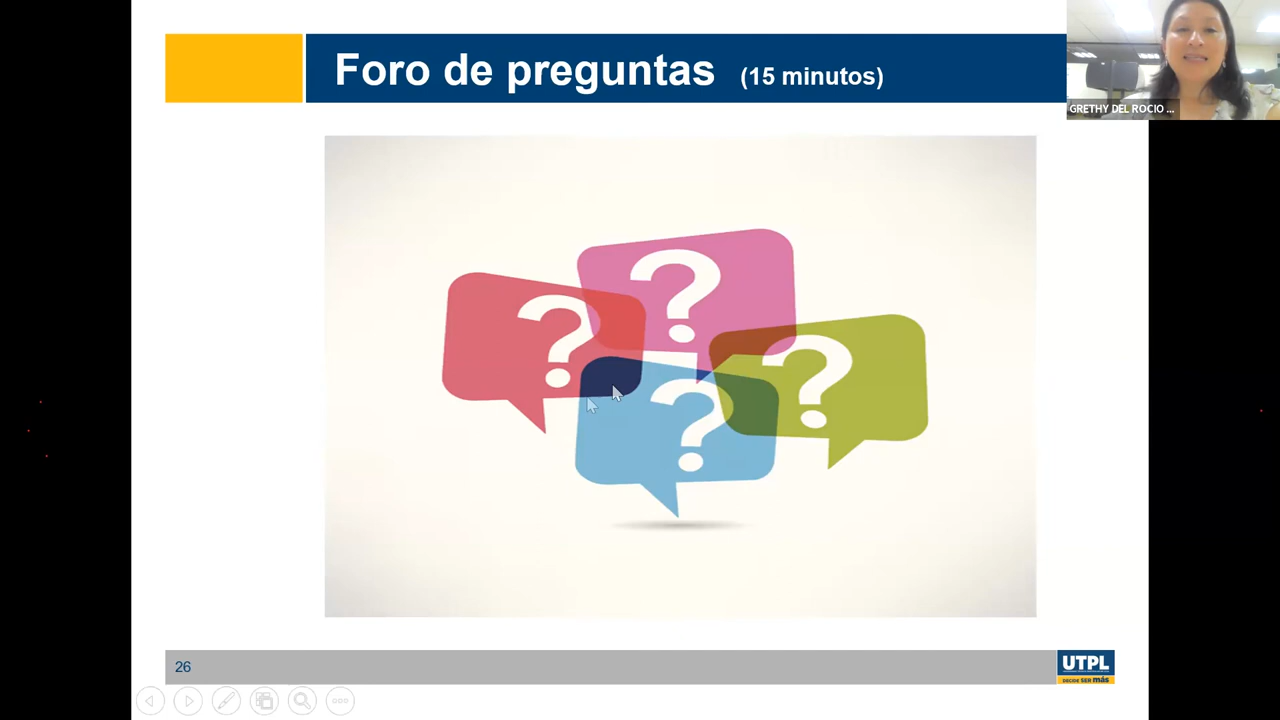 Foro de preguntas (15 minutos)
GRETHY DEL ROCIO ...
?
?
?
?
26
UTPL
DECIDE SER más